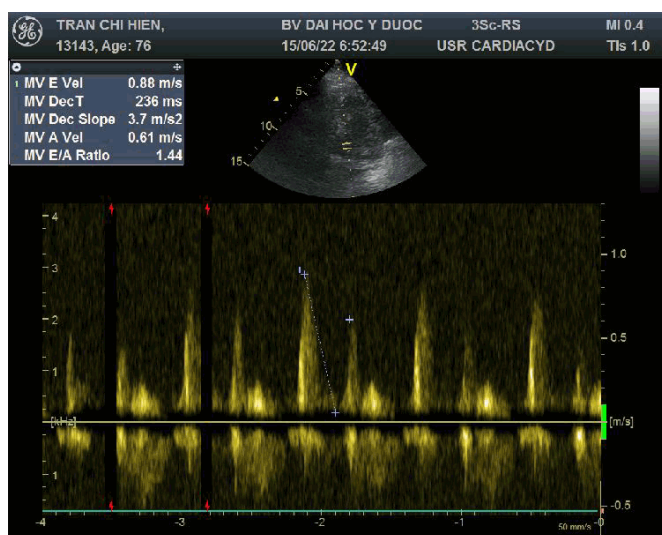 TRAN CHI HIEN, BV DAI HOC Y DUOC 3Sc-RS MI 0.4
13143, Age: 76 15/06/22 6:52:49 USR CARDIACYD TIs 1.0
1 MV E Vel 0.88 m/s
MV DecT 236 ms
MV Dec Slope 3.7 m/s2
MV A Vel 0.61 m/s
MV E/A Ratio 1.44
V
5
10
15
4
3
2
1
[kHz]
1
1.0
0.5
[m/s]
-0.5
-4 -3 -2 -1 0
50 mm/s